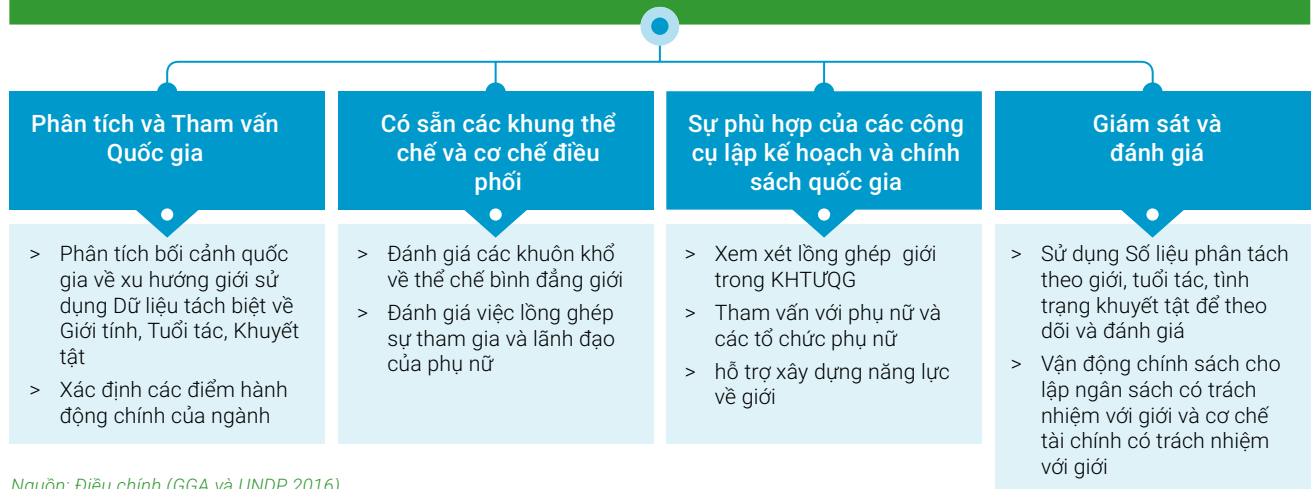 Phân tích và Tham vấn
Quốc gia
> Phân tích bối cảnh quốc
gia về xu hướng giới sử
dụng Dữ liệu tách biệt về
Giới tính, Tuổi tác, Khuyết
tật
> Xác định các điểm hành
động chính của ngành
Có sẵn các khung thể
chế và cơ chế điều
phối
> Đánh giá các khuôn khổ
về thể chế bình đẳng giới
> Đánh giá việc lồng ghép
sự tham gia và lãnh đạo
của phụ nữ
Sự phù hợp của các công
cụ lập kế hoạch và chính
sách quốc gia
> Xem xét lồng ghép giới
trong KHTƯQG
> Tham vấn với phụ nữ và
các tổ chức phụ nữ
> hỗ trợ xây dựng năng lực
về giới
Giám sát và
đánh giá
> Sử dụng Số liệu phân tách
theo giới, tuổi tác, tình
trạng khuyết tật để theo
dõi và đánh giá
> Vận động chính sách cho
lập ngân sách có trách
nhiệm với giới và cơ chế
tài chính có trách nhiệm
với giới
Nguồn: Điều chỉnh (GGA và UNDP 2016)